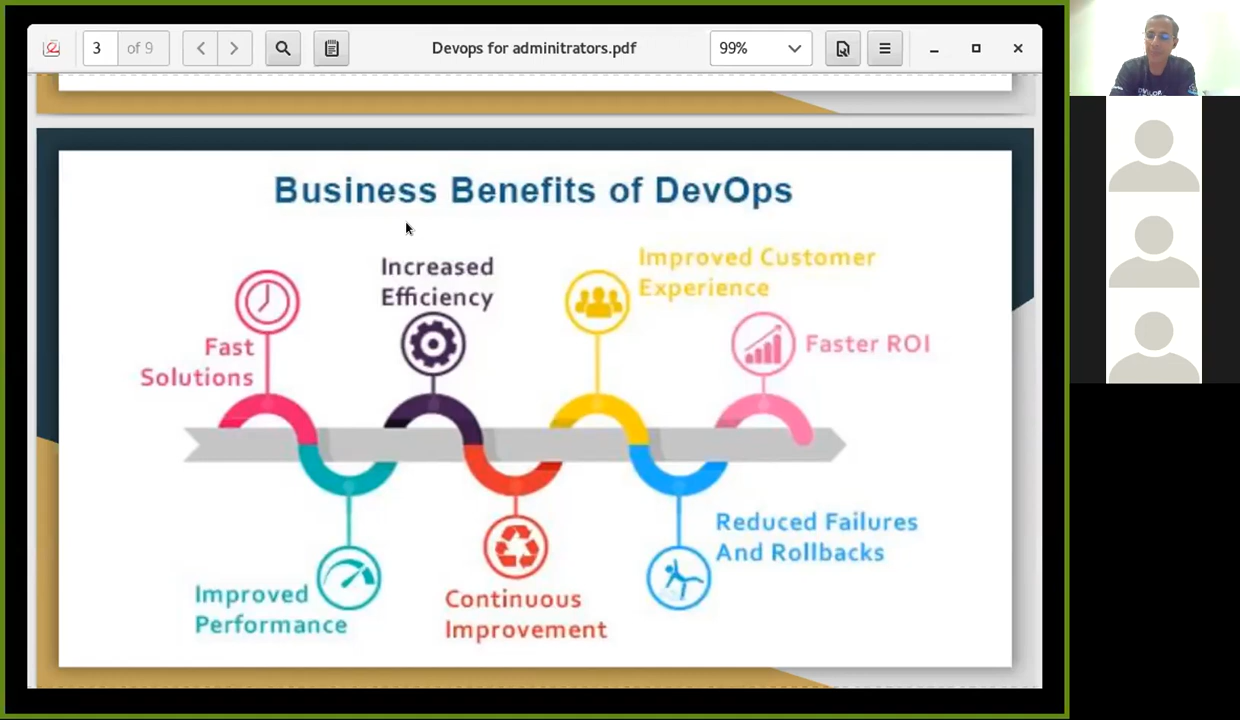 3
of 9
Devops for adminitrators.pdf
99%
Business Benefits of DevOps
Fast
Solutions
Increased
Efficiency
Improved Customer
Experience
Faster ROI
Improved
Performance
Continuous
Improvement
Reduced Failures
And Rollbacks